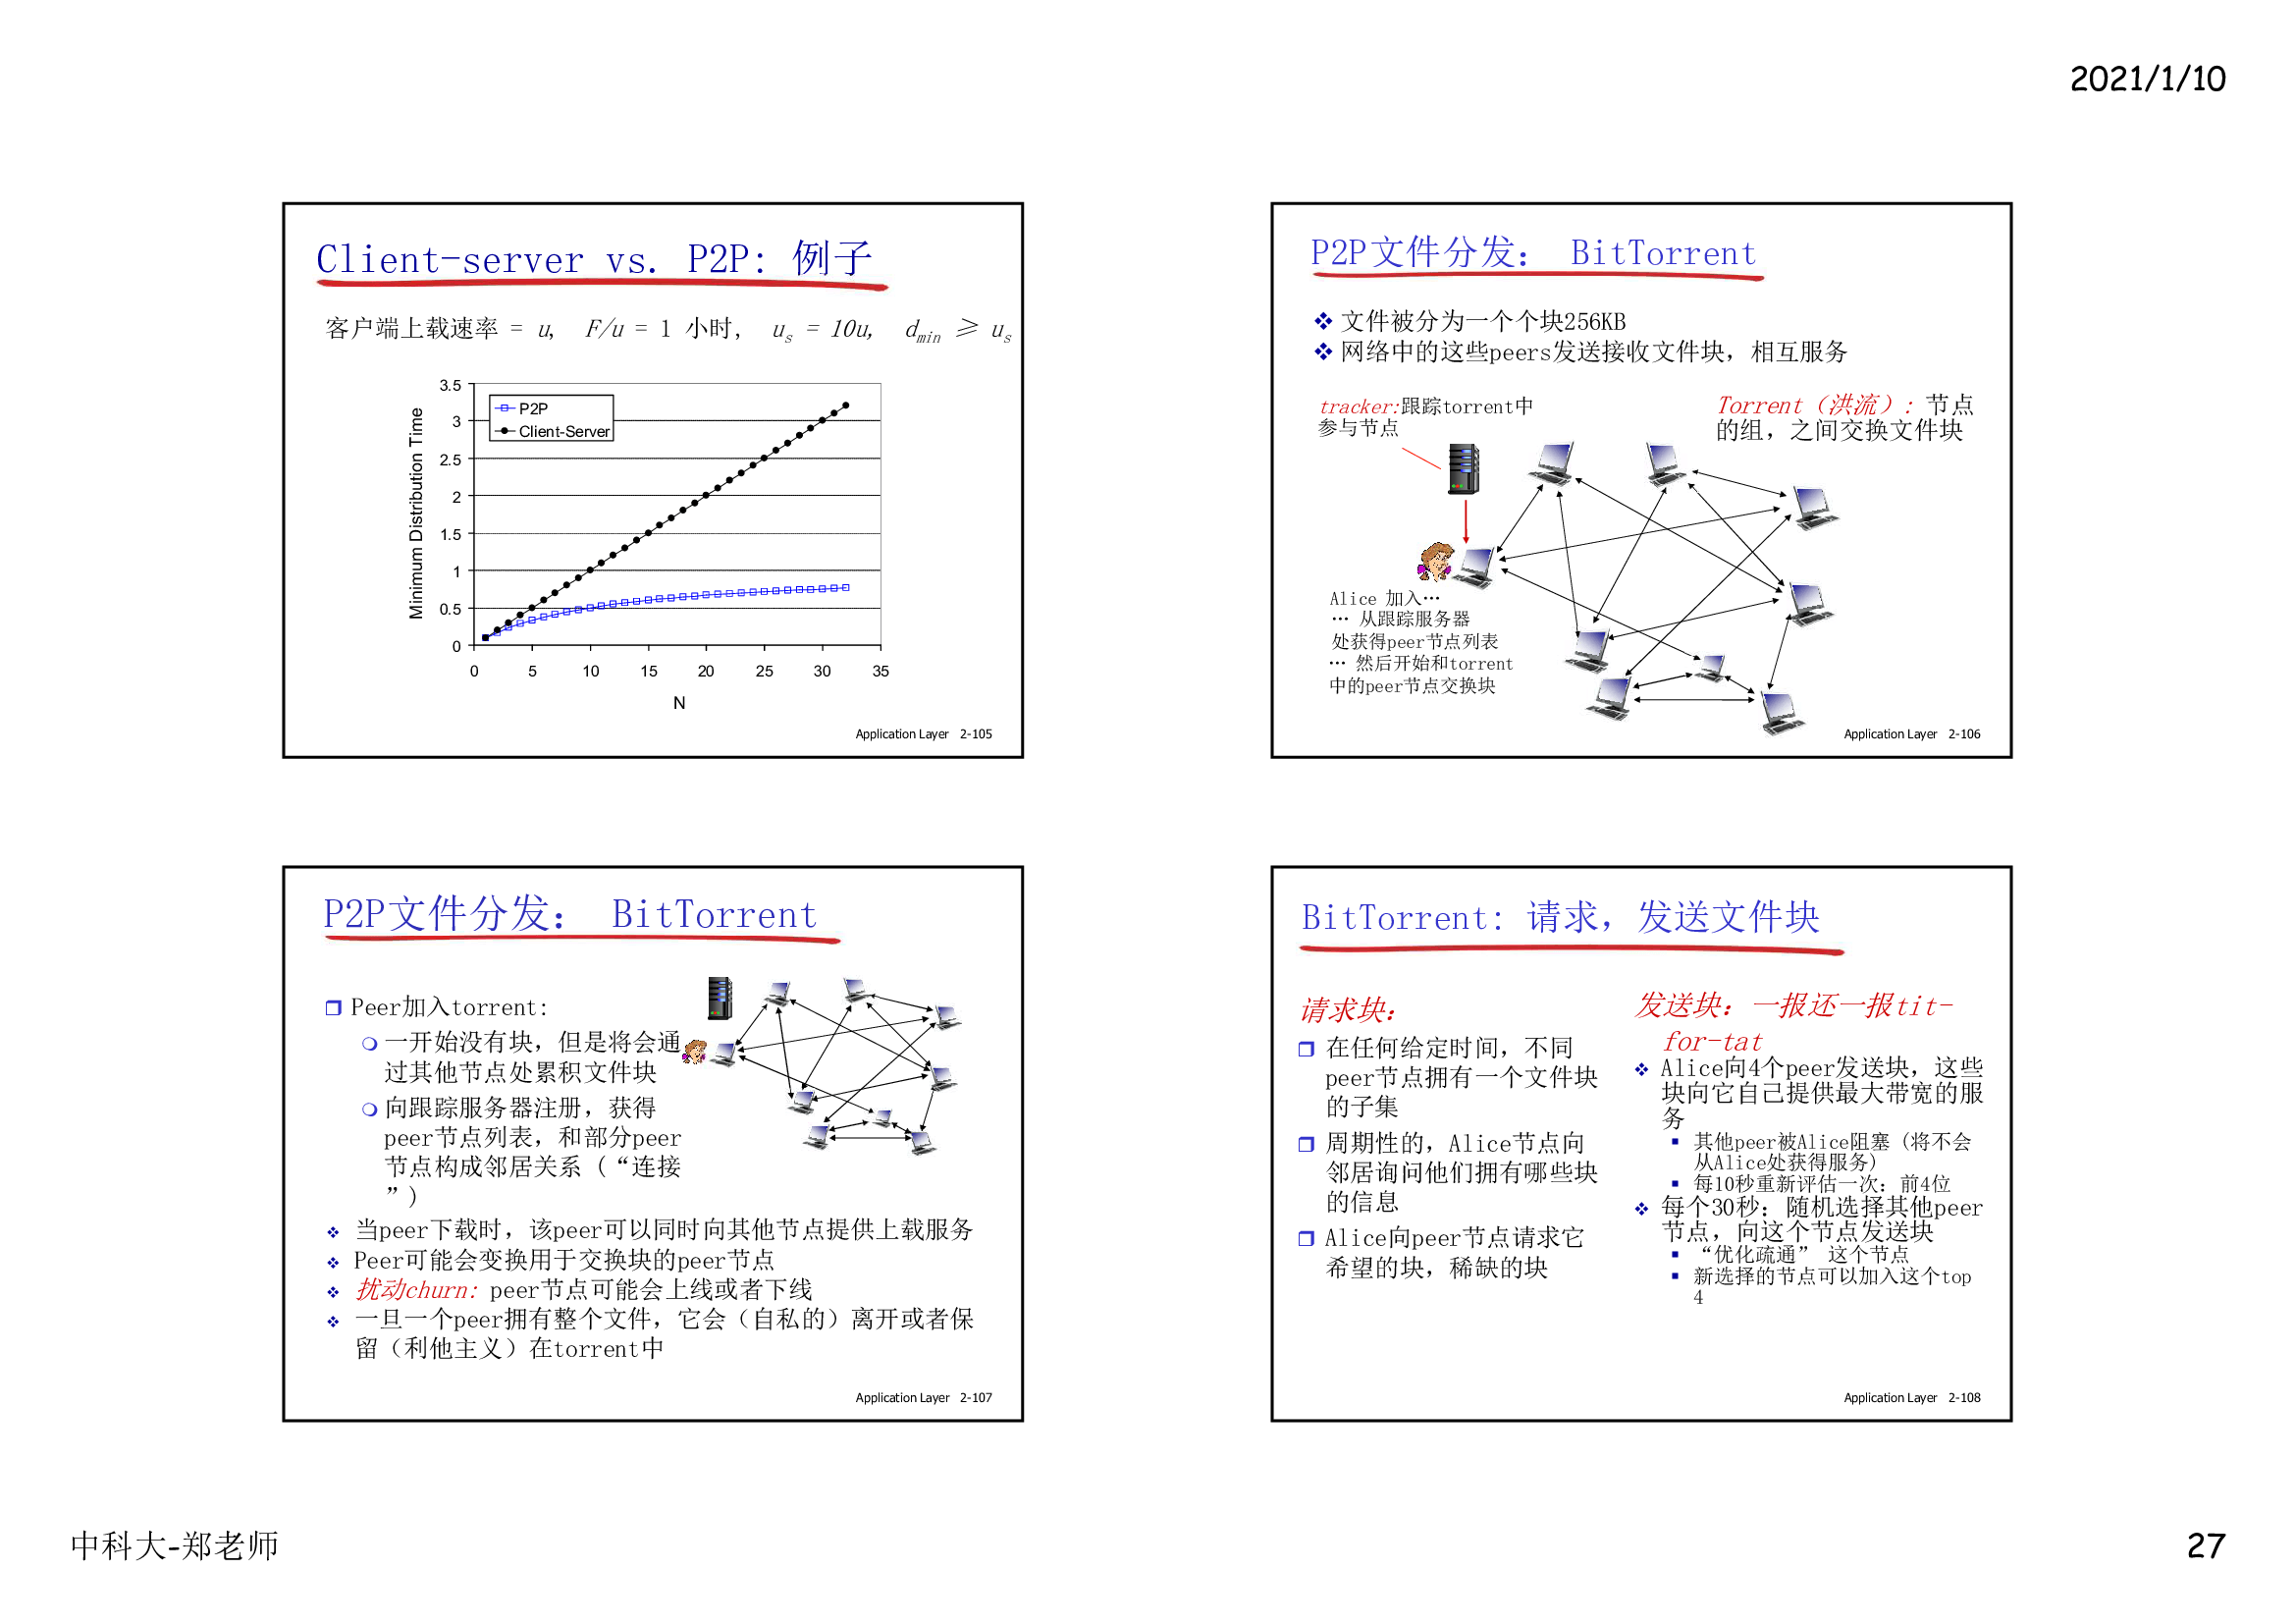 2021/1/10
Client-server vs. P2P: 例子
客户端上载速率 = u, F/u = 1 小时, us = 10u, dmin ≥ us
3.5
3
2.5
2
1.5
1
0.5
0
Minimum Distribution Time
P2P
Client-Server
0 5 10 15 20 25 30 35
N
Application Layer 2-105
P2P文件分发: BitTorrent
文件被分为一个个块256KB
网络中的这些peers发送接收文件块，相互服务
tracker:跟踪torrent中
参与节点
Torrent（洪流）: 节点
的组，之间交换文件块
Alice 加入…
… 从跟踪服务器
处获得peer节点列表
… 然后开始和torrent
中的peer节点交换块
Application Layer 2-106
P2P文件分发: BitTorrent
Peer加入torrent:
一开始没有块，但是将会通
过其他节点处累积文件块
向跟踪服务器注册，获得
peer节点列表，和部分peer
节点构成邻居关系（“连接
”）
当peer下载时，该peer可以同时向其他节点提供上载服务
Peer可能会变换用于交换块的peer节点
扰动churn: peer节点可能会上线或者下线
一旦一个peer拥有整个文件，它会（自私的）离开或者保
留（利他主义）在torrent中
Application Layer 2-107
BitTorrent: 请求，发送文件块
请求块:
在任何给定时间，不同
peer节点拥有一个文件块
的子集
周期性的，Alice节点向
邻居询问他们拥有哪些块
的信息
Alice向peer节点请求它
希望的块，稀缺的块
发送块: 一报还一报tit-
for-tat
Alice向4个peer发送块，这些
块向它自己提供最大带宽的服
务
其他peer被Alice阻塞（将不会
从Alice处获得服务）
每10秒重新评估一次: 前4位
每个30秒: 随机选择其他peer
节点，向这个节点发送块
“优化疏通” 这个节点
新选择的节点可以加入这个top
4
Application Layer 2-108
中科大-郑老师
27